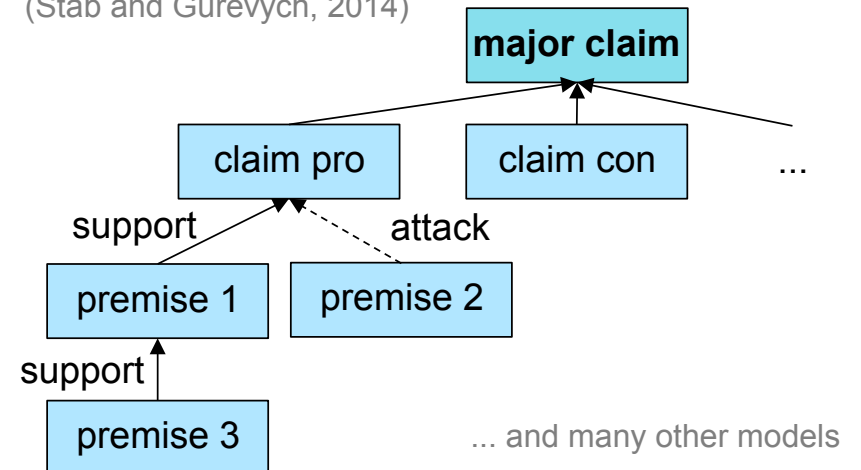 (Stab and Gurevych, 2014)
major claim
claim pro
claim con
...
support
attack
premise 1
premise 2
support
premise 3
... and many other models